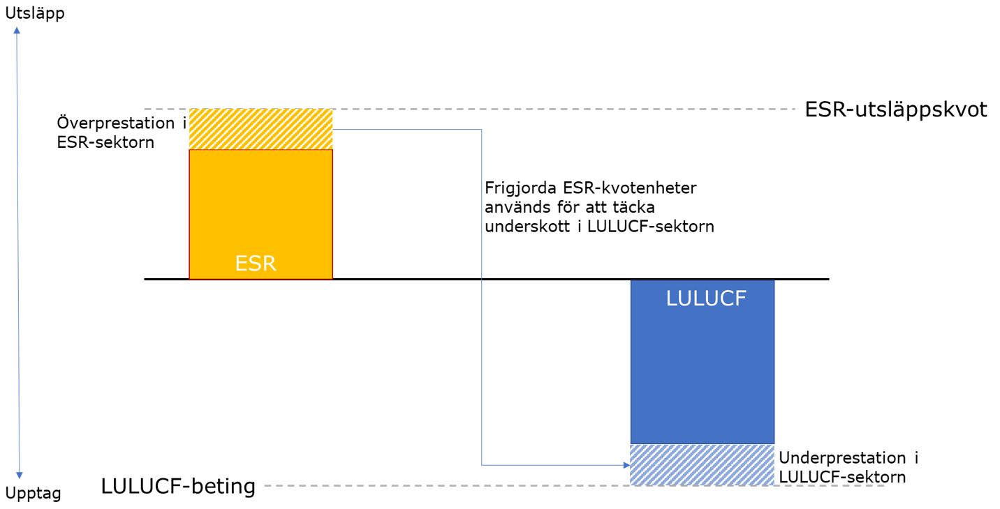 Utsläpp
ESR-utsläppskvot
Överprestation i
ESR-sektorn
Frigjorda ESR-kvotenheter
används för att täcka
underskott i LULUCF-sektorn
ESR
LULUCF
Underprestation i
LULUCF-sektorn
LULUCF-beting
Upptag